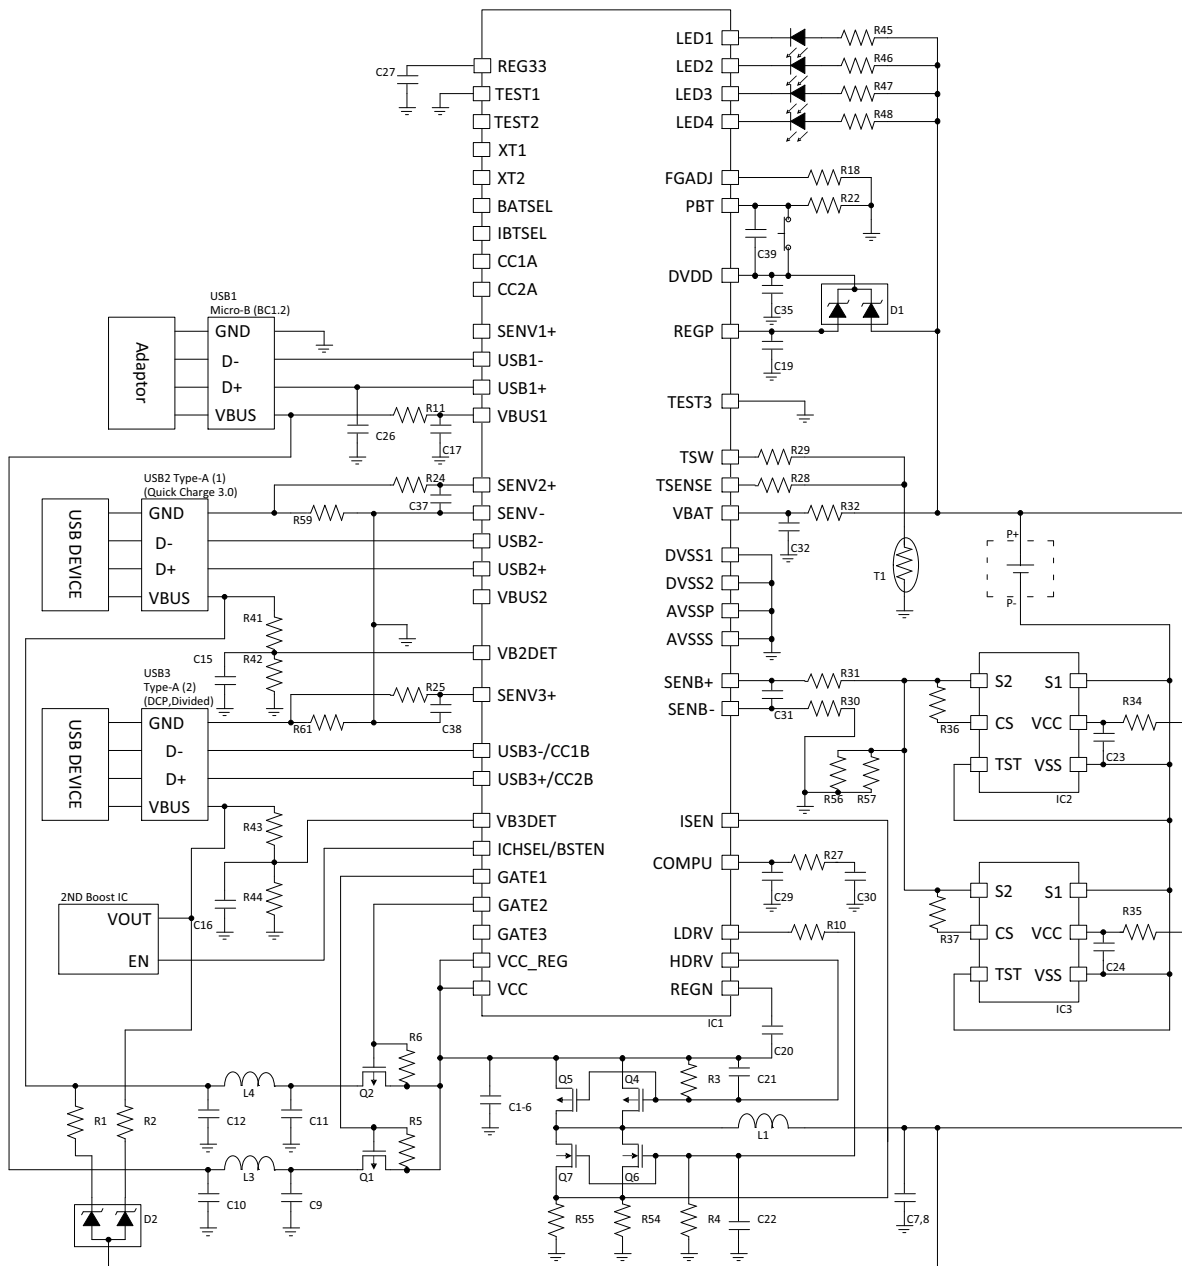 LED1
R45
LED2
R46
C27
REG33
LED3
R47
TEST1
LED4
R48
TEST2
XT1
XT2
FGADJ
R18
BATSEL
PBT
R22
IBTSEL
C39
CC1A
DVDD
CC2A
C35
D1
USB1
Micro-B (BC1.2)
Adaptor
GND
SENV1+
REGP
D-
USB1-
C19
D+
USB1+
VBUS
R11
VBUS1
TEST3
C26
C17
TSW
R29
USB2 Type-A (1)
(Quick Charge 3.0)
R24
SENV2+
TSENSE
R28
C37
USB DEVICE
GND
R59
SENV-
VBAT
R32
P+
D-
USB2-
C32
D+
USB2+
DVSS1
T1
VBUS
VBUS2
DVSS2
P-
R41
AVSSP
R42
AVSSS
C15
VB2DET
USB3
Type-A (2)
(DCP,Divided)
R25
SENV3+
SENB+
R31
S2
S1
C38
SENB-
C31
R30
R36
R34
USB DEVICE
GND
R61
CS
VCC
D-
USB3-/CC1B
C23
D+
USB3+/CC2B
TST
VSS
R56
R57
IC2
VBUS
R43
VB3DET
ISEN
ICHSEL/BSTEN
COMPU
R27
GATE1
C29
C30
S2
S1
2ND Boost IC
R44
C16
GATE2
R37
R35
VOUT
GATE3
LDRV
R10
CS
VCC
EN
VCC_REG
HDRV
C24
VCC
REGN
TST
VSS
IC1
IC3
R6
C20
Q5
Q4
R3
C21
L4
Q2
R1
R2
C12
C11
R5
C1-6
L1
L3
Q1
Q7
Q6
C10
C9
D2
R55
R54
R4
C22
C7,8